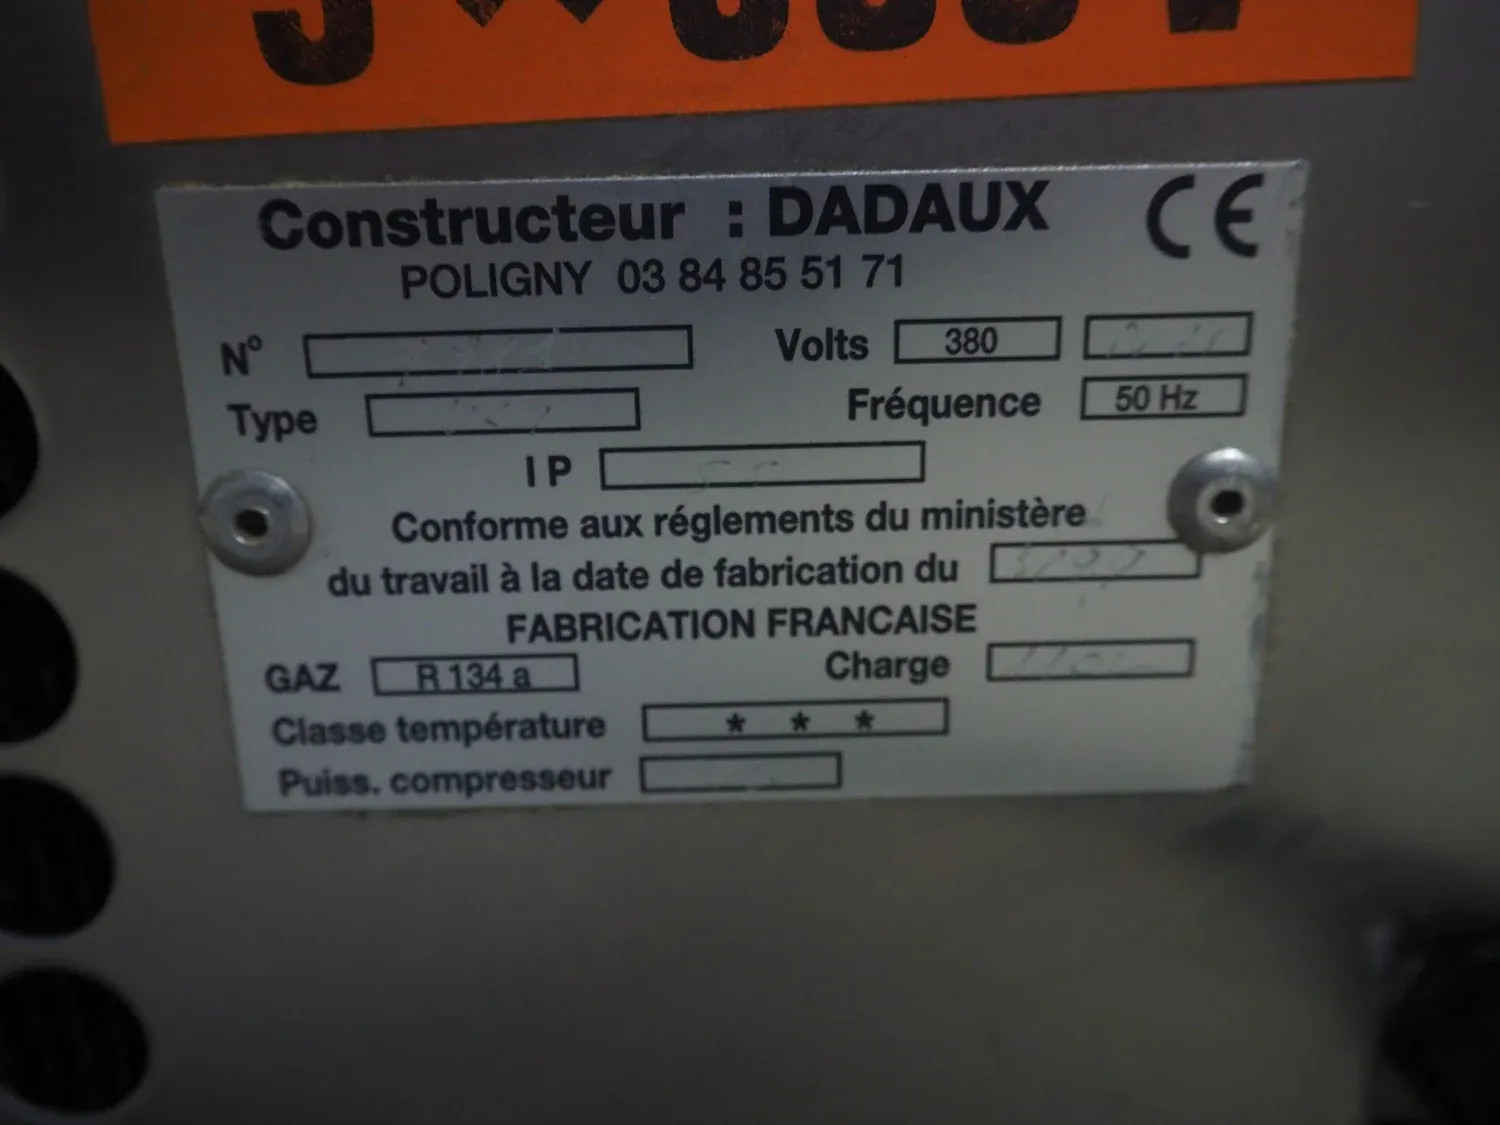 Constructeur : DADAUX CE
POLIGNY 03 84 85 51 71
N°
Volts 380
Type
Fréquence 50 Hz
IP
Conforme aux réglements du ministère
du travail à la date de fabrication du
FABRICATION FRANCAISE
GAZ R 134 a
Charge
Classe température * * *
Puiss. compresseur